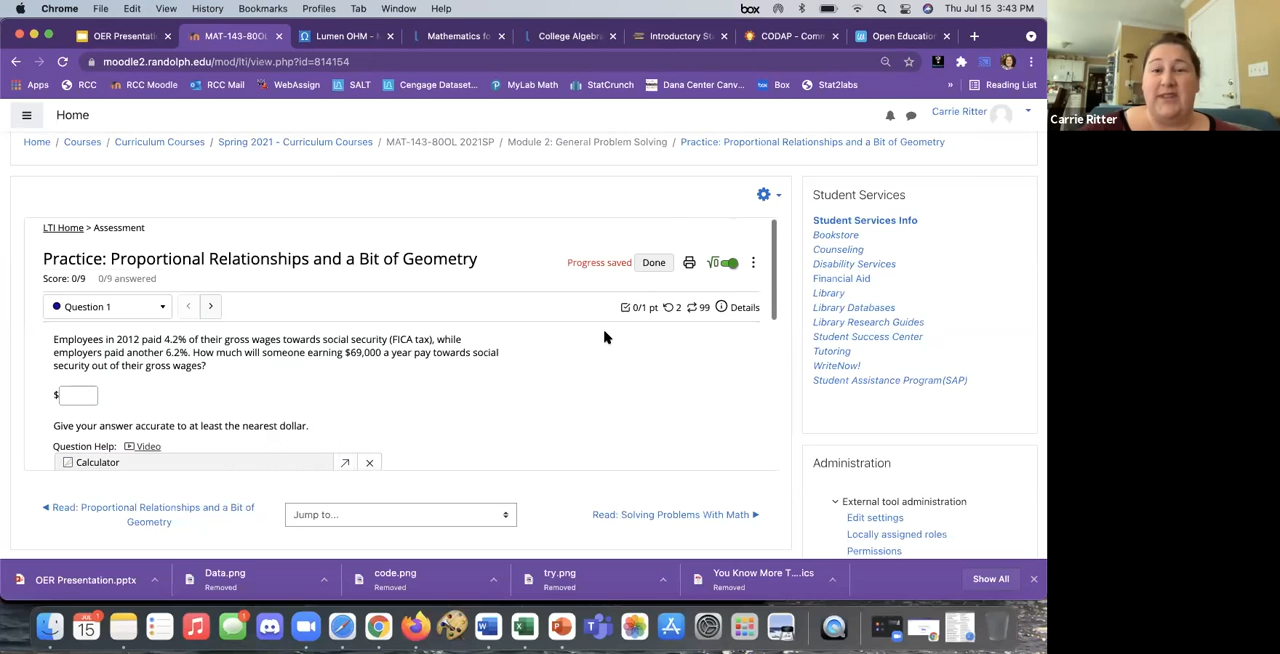 Chrome File Edit View History Bookmarks Profiles Tab Window Help
box Thu Jul 15 3:43 PM
OER Presentati
MAT-143-80OL
Lumen OHM -
Mathematics fo
College Algebra
Introductory St
CODAP - Comm
Open Education
moodle2.randolph.edu/mod/lti/view.php?id=814154
Apps RCC RCC Moodle RCC Mail WebAssign SALT Cengage Dataset... MyLab Math StatCrunch Dana Center Canv... Box Stat2labs » Reading List
Home
Carrie Ritter
Home / Courses / Curriculum Courses / Spring 2021 - Curriculum Courses / MAT-143-80OL 2021SP / Module 2: General Problem Solving / Practice: Proportional Relationships and a Bit of Geometry
LTI Home > Assessment
Practice: Proportional Relationships and a Bit of Geometry
Progress saved Done
Score: 0/9 0/9 answered
Question 1
0/1 pt 2 99 Details
Employees in 2012 paid 4.2% of their gross wages towards social security (FICA tax), while
employers paid another 6.2%. How much will someone earning $69,000 a year pay towards social
security out of their gross wages?
$
Give your answer accurate to at least the nearest dollar.
Question Help: Video
Calculator
◄ Read: Proportional Relationships and a Bit of
Geometry
Jump to...
Read: Solving Problems With Math ►
Student Services
Student Services Info
Bookstore
Counseling
Disability Services
Financial Aid
Library
Library Databases
Library Research Guides
Student Success Center
Tutoring
WriteNow!
Student Assistance Program(SAP)
Administration
External tool administration
Edit settings
Locally assigned roles
Permissions
OER Presentation.pptx
Data.png
Removed
code.png
Removed
try.png
Removed
You Know More T....ics
Removed
Show All
JUL
15
Carrie Ritter